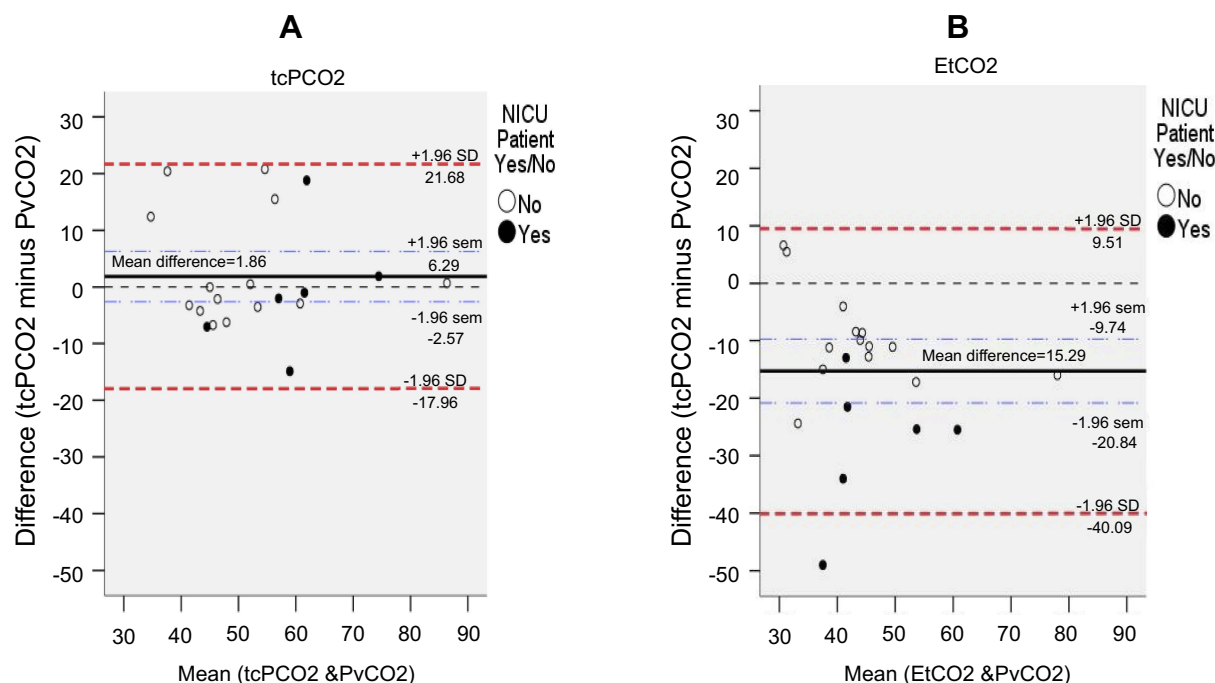 A
tcPCO2
Difference (tcPCO2 minus PvCO2)
30
20
10
0
-10
-20
-30
-40
-50
+1.96 SD
21.68
+1.96 sem
Mean difference=1.86
6.29
-1.96 sem
-2.57
-1.96 SD
-17.96
30 40 50 60 70 80 90
Mean (tcPCO2 &PvCO2)
NICU
Patient
Yes/No
No
Yes
B
EtCO2
Difference (tcPCO2 minus PvCO2)
30
20
10
0
-10
-20
-30
-40
-50
+1.96 SD
9.51
+1.96 sem
-9.74
Mean difference=15.29
-1.96 sem
-20.84
-1.96 SD
-40.09
30 40 50 60 70 80 90
Mean (EtCO2 &PvCO2)
NICU
Patient
Yes/No
No
Yes